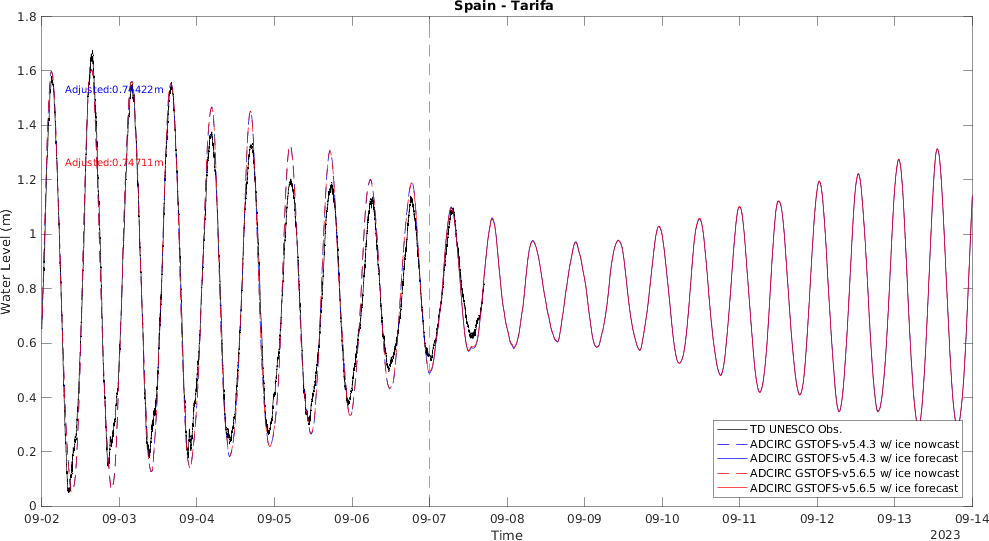 Spain - Tarifa
1.8
1.6
1.4
1.2
1
0.8
0.6
0.4
0.2
0
Water Level (m)
Adjusted:0.74422m
Adjusted:0.74711m
TD UNESCO Obs.
ADCIRC GSTOFS-v5.4.3 w/ ice nowcast
ADCIRC GSTOFS-v5.4.3 w/ ice forecast
ADCIRC GSTOFS-v5.6.5 w/ ice nowcast
ADCIRC GSTOFS-v5.6.5 w/ ice forecast
09-02 09-03 09-04 09-05 09-06 09-07 09-08 09-09 09-10 09-11 09-12 09-13 09-14
Time
2023